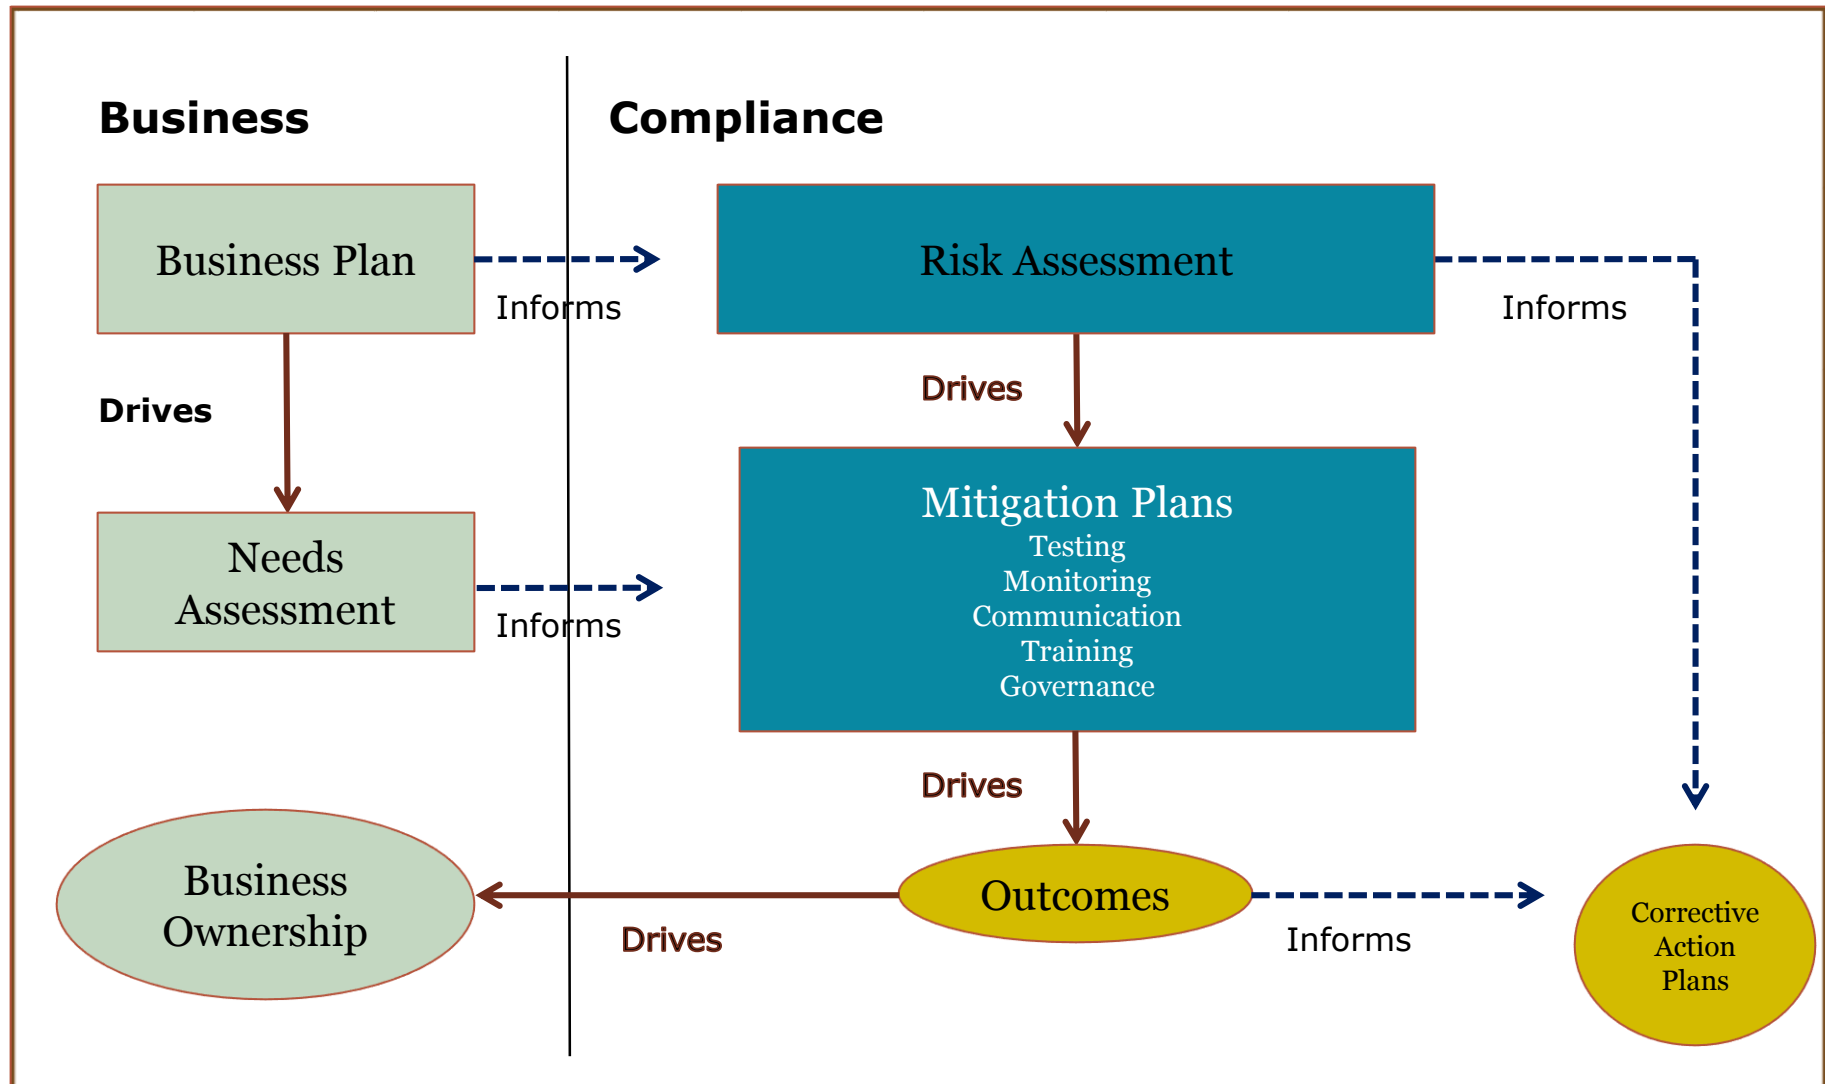 Business
Compliance
Business Plan
Informs
Risk Assessment
Informs
Drives
Drives
Needs
Assessment
Informs
Mitigation Plans
Testing
Monitoring
Communication
Training
Governance
Drives
Business
Ownership
Drives
Outcomes
Informs
Corrective
Action
Plans